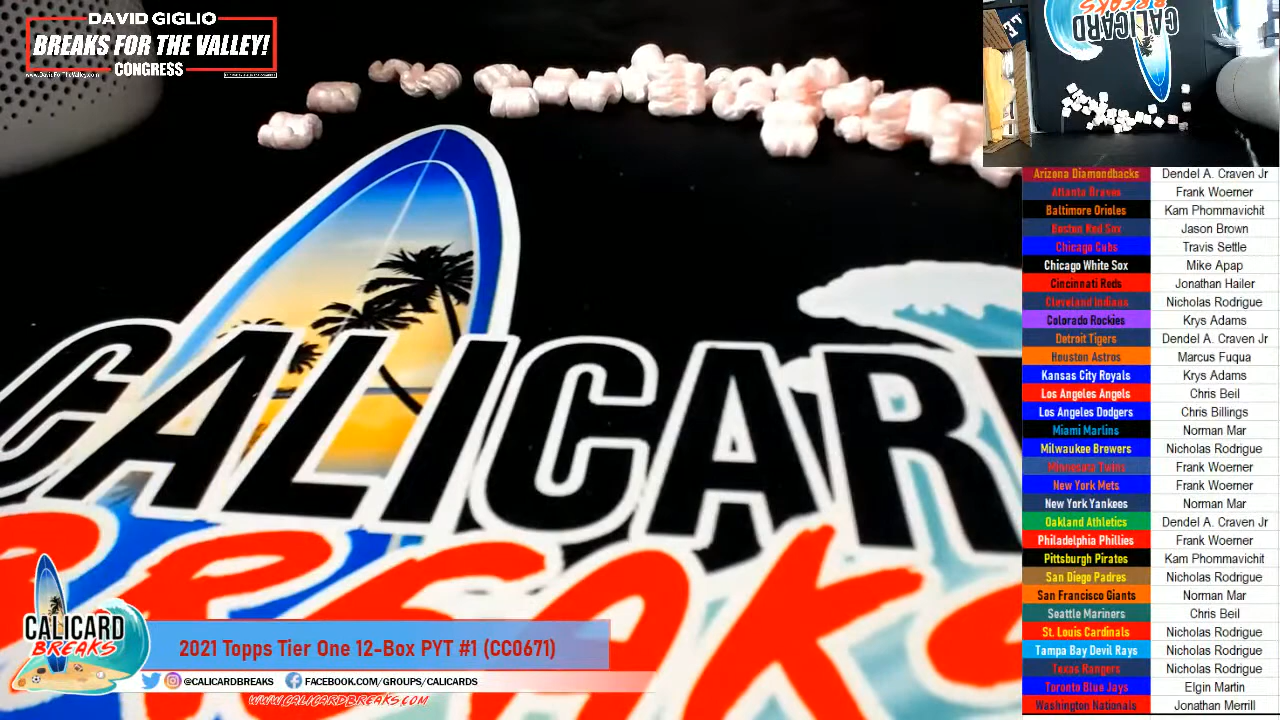 DAVID GIGLIO
BREAKS FOR THE VALLEY!
CONGRESS
www.DavidForTheValley.com
CALICARD
CALICARD
BREAKS
CALICARD
BREAKS
2021 Topps Tier One 12-Box PYT #1 (CC0671)
@CALICARDBREAKS
FACEBOOK.COM/GROUPS/CALICARDS
WWW.CALICARDBREAKS.COM
Arizona Diamondbacks Dendel A. Craven Jr
Atlanta Braves Frank Woerner
Baltimore Orioles Kam Phommavichit
Boston Red Sox Jason Brown
Chicago Cubs Travis Settle
Chicago White Sox Mike Apap
Cincinnati Reds Jonathan Hailer
Cleveland Indians Nicholas Rodrigue
Colorado Rockies Krys Adams
Detroit Tigers Dendel A. Craven Jr
Houston Astros Marcus Fuqua
Kansas City Royals Krys Adams
Los Angeles Angels Chris Beil
Los Angeles Dodgers Chris Billings
Miami Marlins Norman Mar
Milwaukee Brewers Nicholas Rodrigue
Minnesota Twins Frank Woerner
New York Mets Frank Woerner
New York Yankees Norman Mar
Oakland Athletics Dendel A. Craven Jr
Philadelphia Phillies Frank Woerner
Pittsburgh Pirates Kam Phommavichit
San Diego Padres Nicholas Rodrigue
San Francisco Giants Norman Mar
Seattle Mariners Chris Beil
St. Louis Cardinals Nicholas Rodrigue
Tampa Bay Devil Rays Nicholas Rodrigue
Texas Rangers Nicholas Rodrigue
Toronto Blue Jays Elgin Martin
Washington Nationals Jonathan Merrill